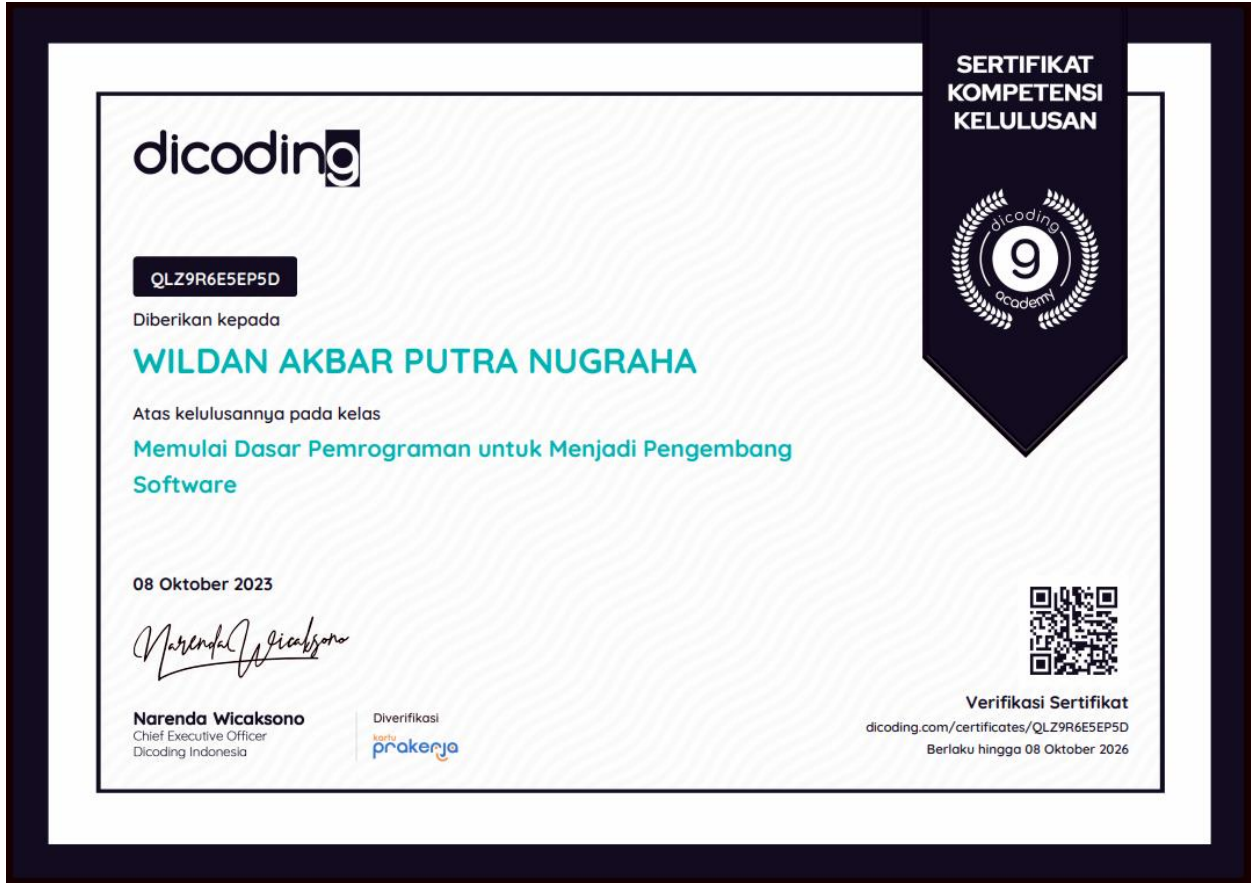 SERTIFIKAT
KOMPETENSI
KELULUSAN
dicoding
dicoding
9
academy
QLZ9R6E5EP5D
Diberikan kepada
WILDAN AKBAR PUTRA NUGRAHA
Atas kelulusannya pada kelas
Memulai Dasar Pemrograman untuk Menjadi Pengembang
Software
08 Oktober 2023
Narenda Wicaksono
Narenda Wicaksono
Chief Executive Officer
Dicoding Indonesia
Diverifikasi
kartu
prakerja
Verifikasi Sertifikat
dicoding.com/certificates/QLZ9R6E5EP5D
Berlaku hingga 08 Oktober 2026